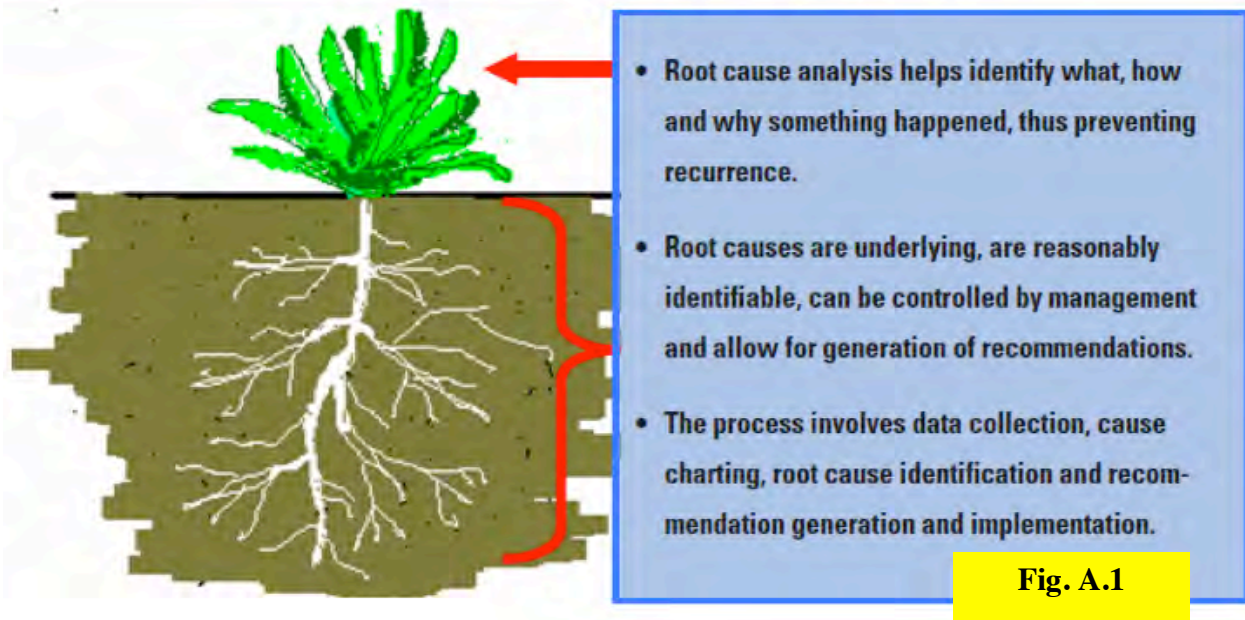 • Root cause analysis helps identify what, how
and why something happened, thus preventing
recurrence.
• Root causes are underlying, are reasonably
identifiable, can be controlled by management
and allow for generation of recommendations.
• The process involves data collection, cause
charting, root cause identification and recom-
mendation generation and implementation.
Fig. A.1